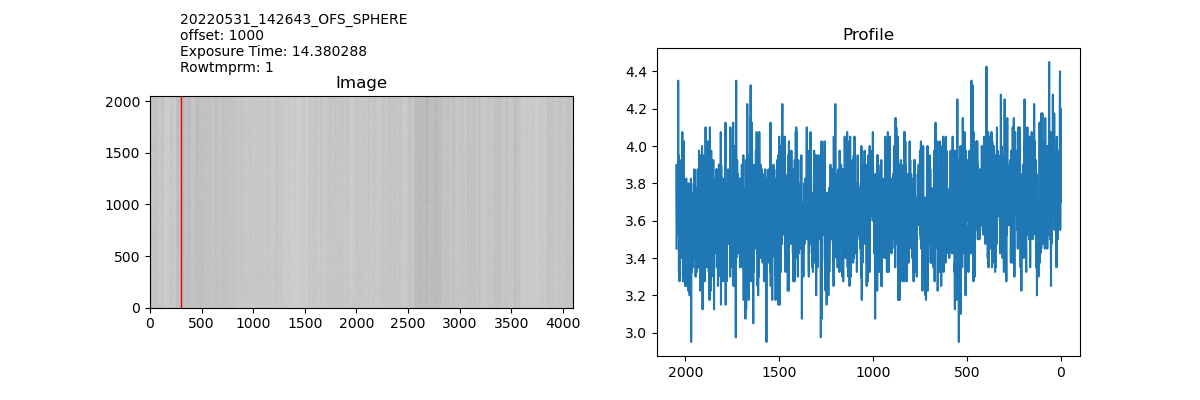 20220531_142643_OFS_SPHERE
offset: 1000
Exposure Time: 14.380288
Rowtmprm: 1
Image
2000
1500
1000
500
0
0 500 1000 1500 2000 2500 3000 3500 4000
Profile
4.4
4.2
4.0
3.8
3.6
3.4
3.2
3.0
2000 1500 1000 500 0